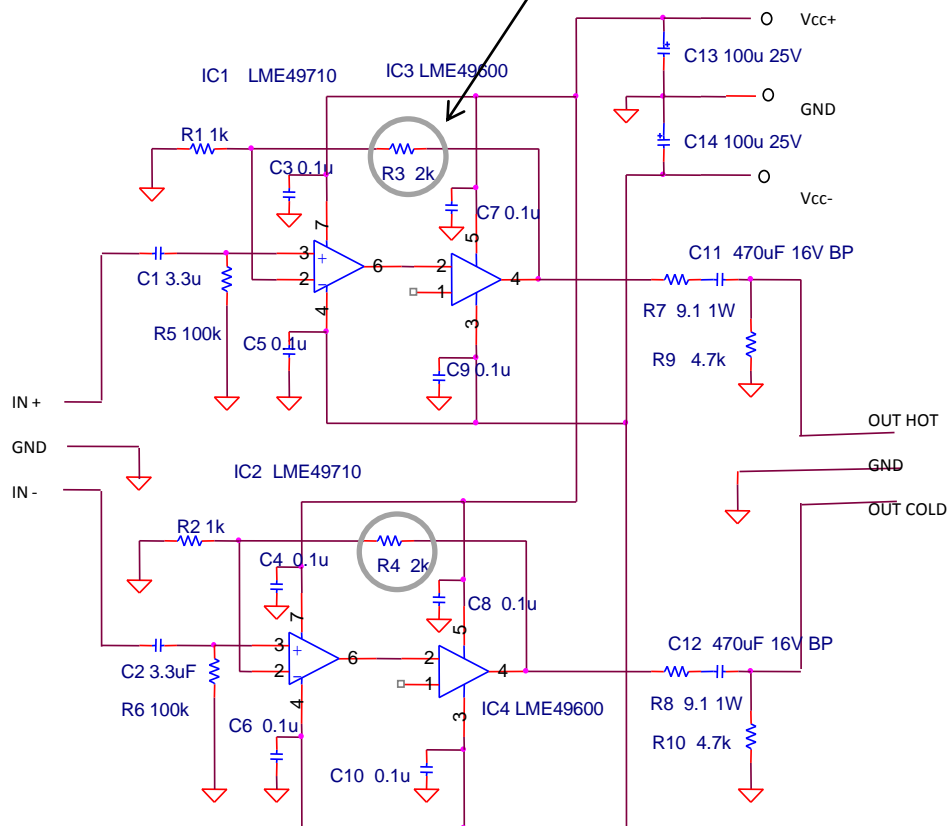 Vcc+
C13 100u 25V
IC1 LME49710
IC3 LME49600
GND
R1 1k
C14 100u 25V
C3 0.1u
R3 2k
Vcc-
C7 0.1u
7
5
C11 470uF 16V BP
3
+
6
2
4
C1 3.3u
2
-
1
R7 9.1 1W
4
3
R5 100k
C5 0.1u
R9 4.7k
C9 0.1u
IN +
OUT HOT
GND
IC2 LME49710
GND
IN -
OUT COLD
R2 1k
C4 0.1u
R4 2k
C8 0.1u
7
5
3
+
6
2
4
C12 470uF 16V BP
C2 3.3uF
2
-
1
R8 9.1 1W
R6 100k
4
3
IC4 LME49600
C6 0.1u
R10 4.7k
C10 0.1u